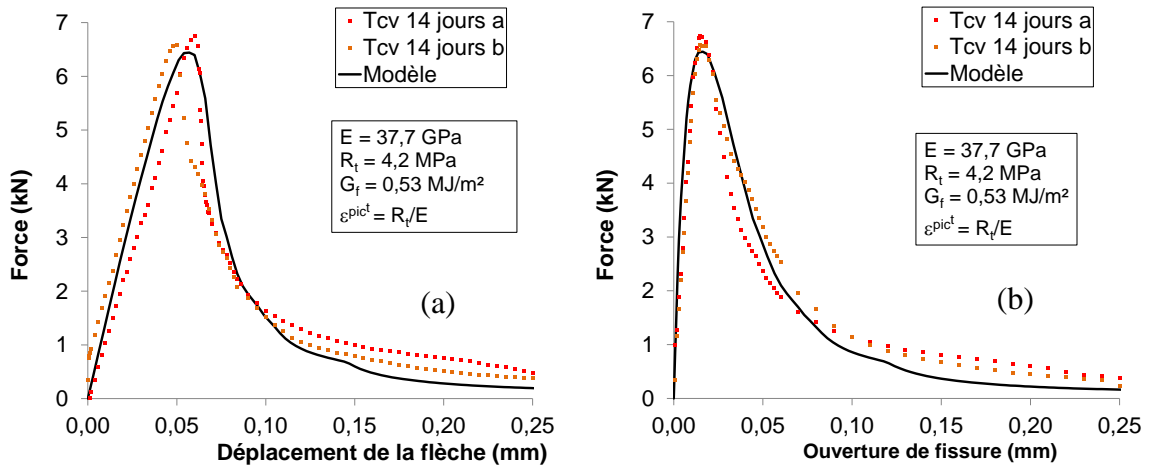 7
6
5
4
3
2
1
0
Force (kN)
0,00 0,05 0,10 0,15 0,20 0,25
Déplacement de la flèche (mm)
Tcv 14 jours a
Tcv 14 jours b
Modèle
E = 37,7 GPa
Rt = 4,2 MPa
Gf = 0,53 MJ/m²
εpict = Rt/E
(a)
7
6
5
4
3
2
1
0
Force (kN)
0,00 0,05 0,10 0,15 0,20 0,25
Ouverture de fissure (mm)
Tcv 14 jours a
Tcv 14 jours b
Modèle
E = 37,7 GPa
Rt = 4,2 MPa
Gf = 0,53 MJ/m²
εpict = Rt/E
(b)